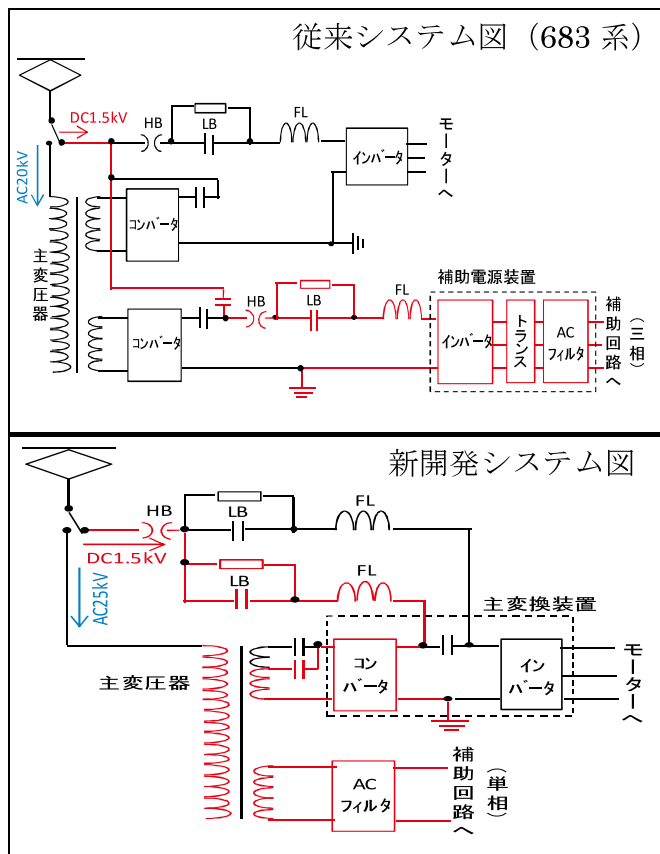 従来システム図（683 系）
DC1.5kV
HB
LB
FL
インバータ
モーターへ
AC20kV
コンバータ
主変圧器
HB
LB
FL
補助電源装置
コンバータ
インバータ
トランス
AC
フィルタ
補助回路へ
（三相）
新開発システム図
HB
LB
FL
DC1.5kV
AC25kV
LB
FL
主変換装置
主変圧器
コン
バータ
イン
バータ
モーターへ
AC
フィルタ
補助回路へ
（単相）